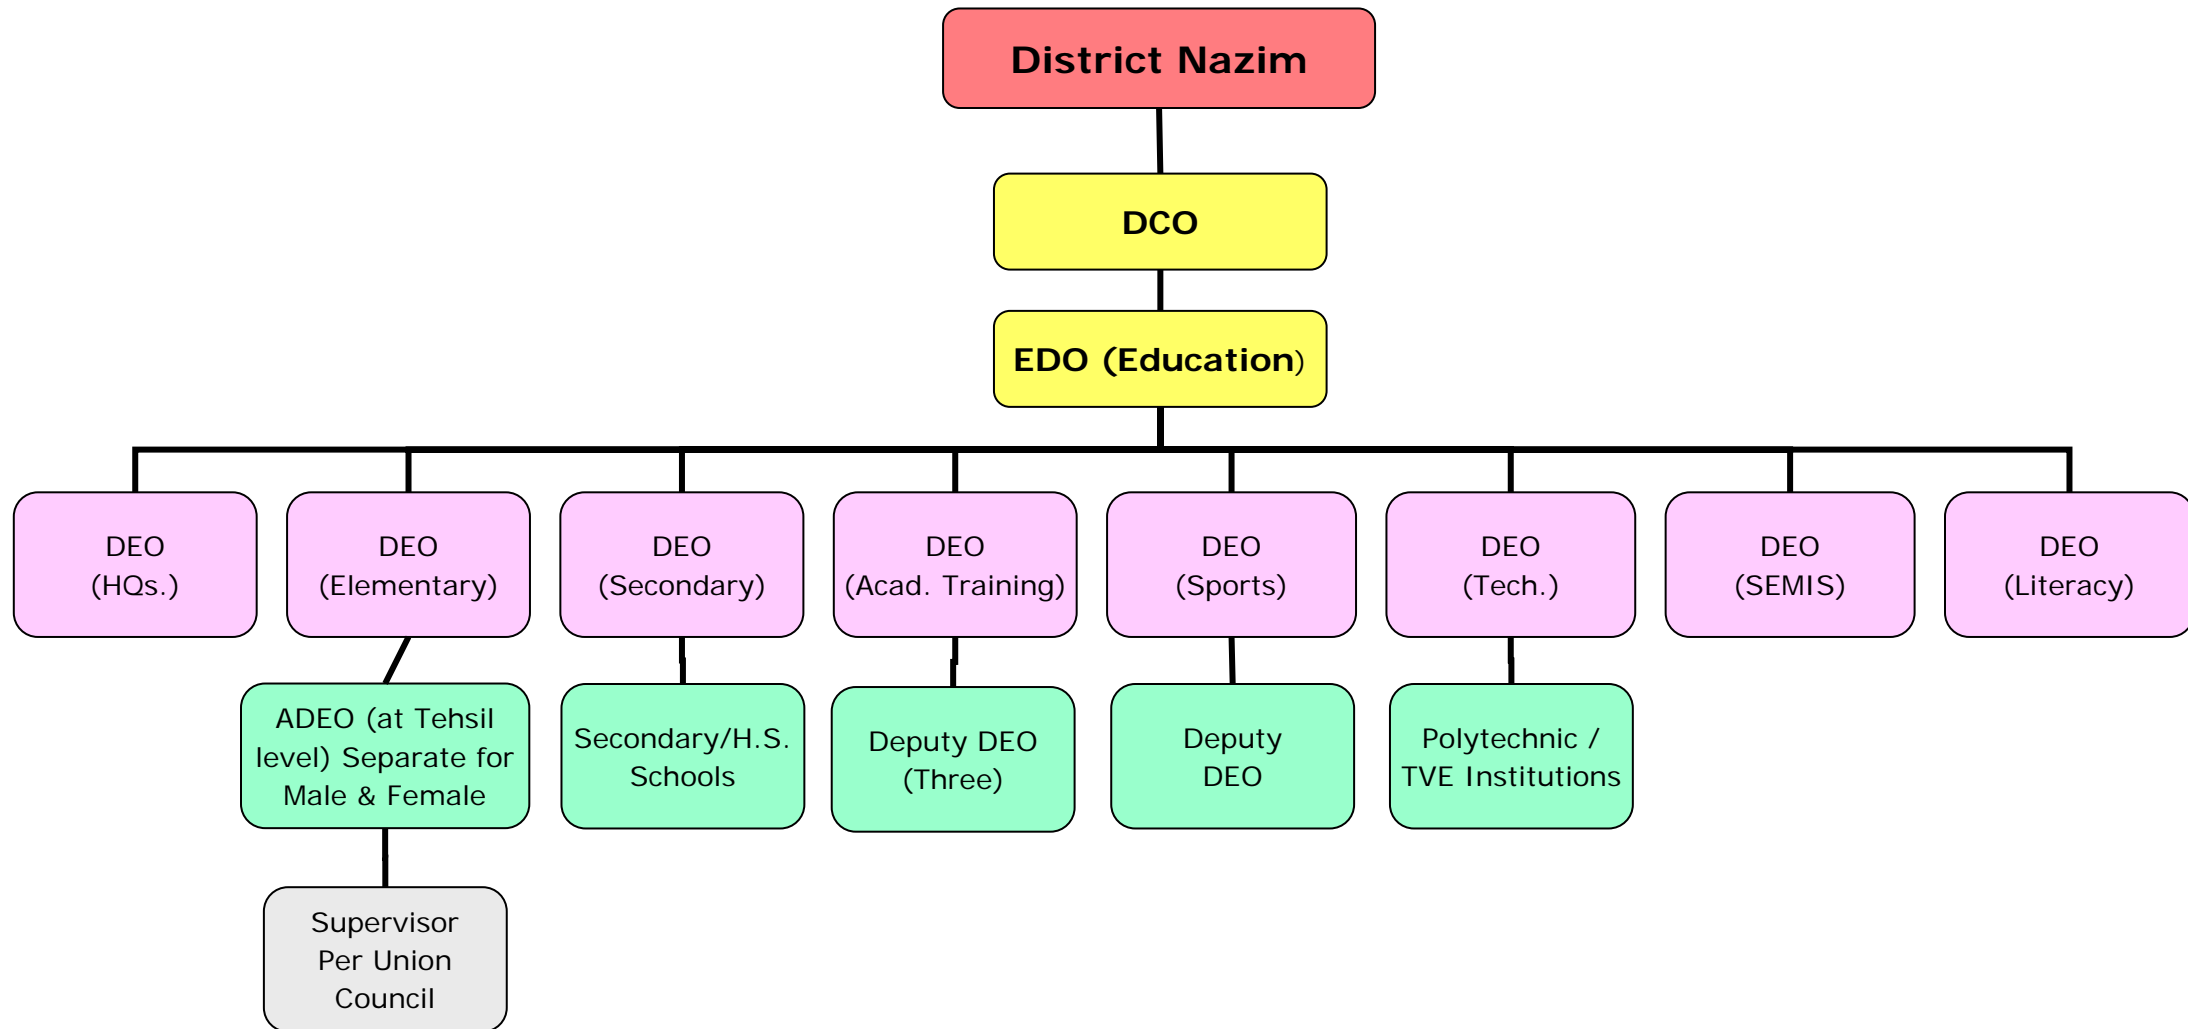 District Nazim
DCO
EDO (Education)
DEO
(HQs.)
DEO
(Elementary)
DEO
(Secondary)
DEO
(Acad. Training)
DEO
(Sports)
DEO
(Tech.)
DEO
(SEMIS)
DEO
(Literacy)
ADEO (at Tehsil
level) Separate for
Male & Female
Secondary/H.S.
Schools
Deputy DEO
(Three)
Deputy
DEO
Polytechnic /
TVE Institutions
Supervisor
Per Union
Council